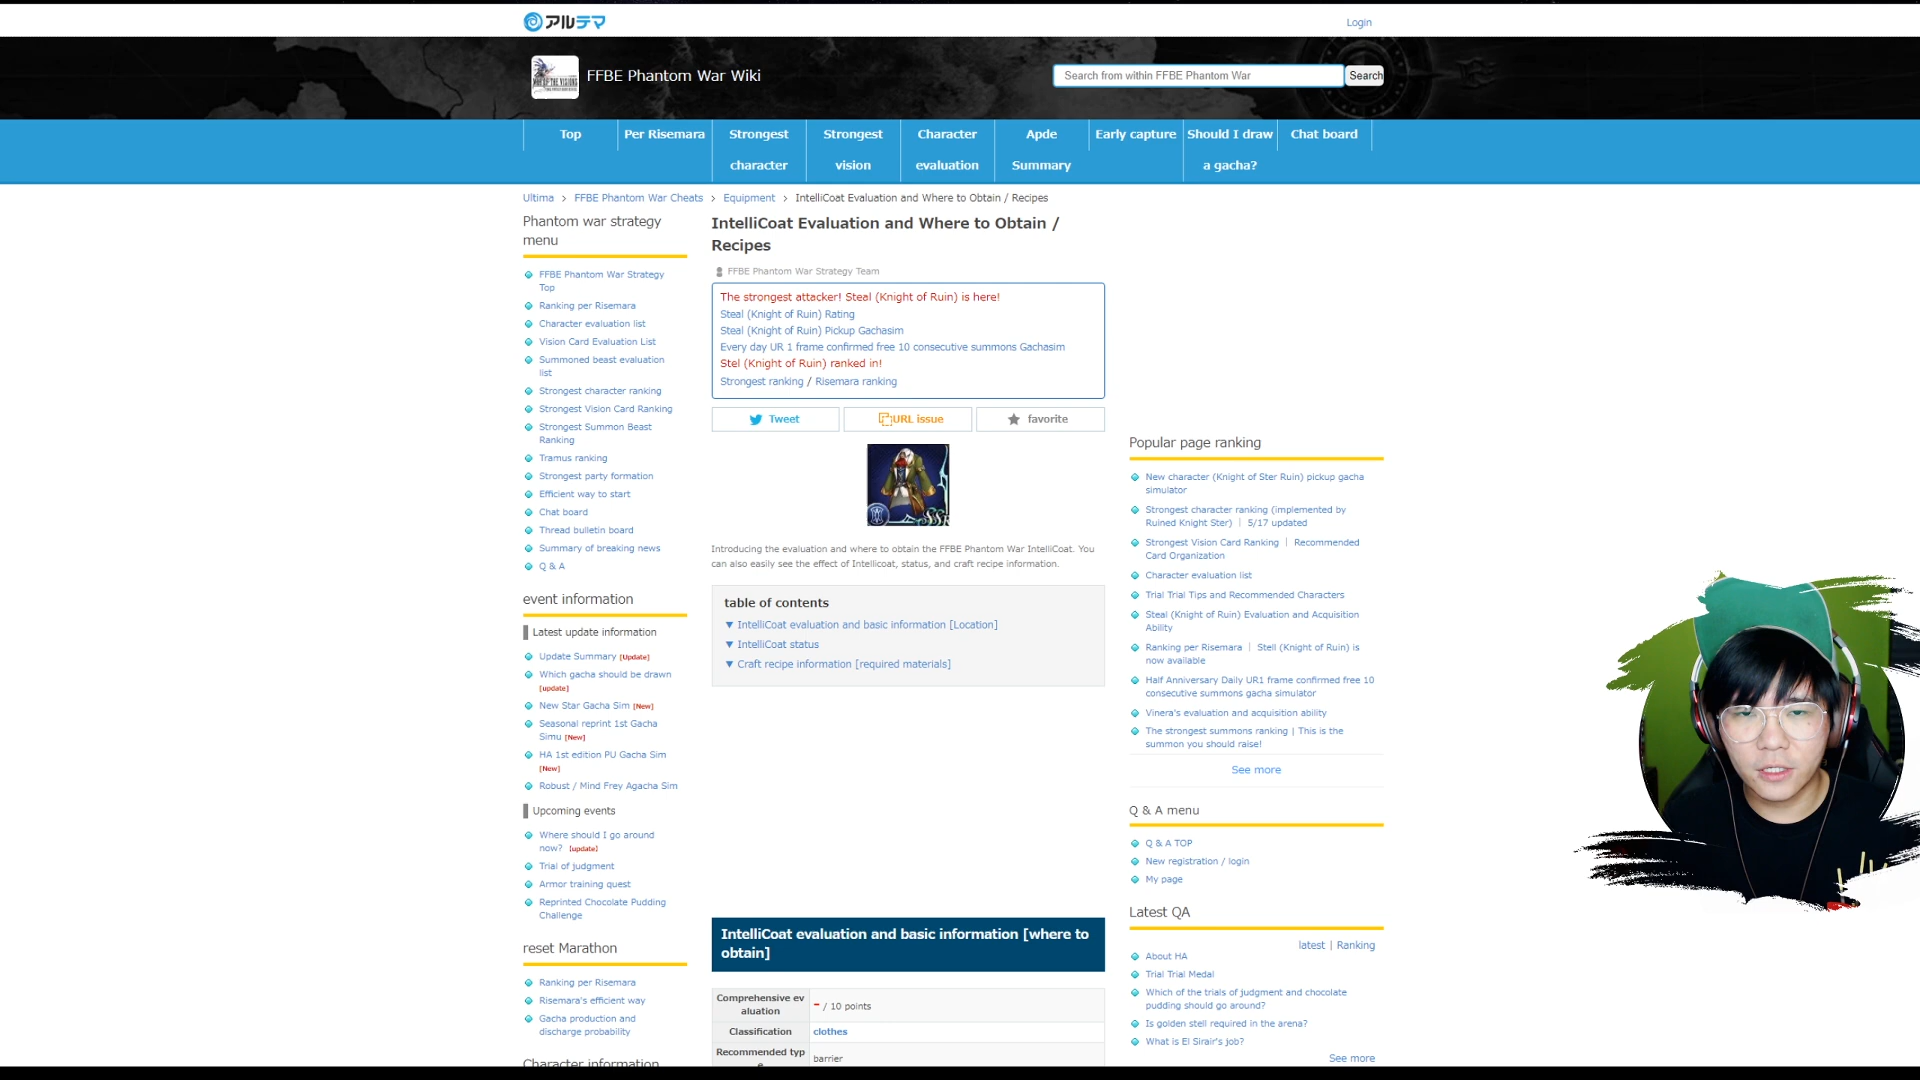 アルテマ
Login
FFBE Phantom War Wiki
Search from within FFBE Phantom War
Search
Top
Per Risemara
Strongest
character
Strongest
vision
Character
evaluation
Apde
Summary
Early capture
Should I draw
a gacha?
Chat board
Ultima > FFBE Phantom War Cheats > Equipment > IntelliCoat Evaluation and Where to Obtain / Recipes
Phantom war strategy
menu
FFBE Phantom War Strategy
Top
Ranking per Risemara
Character evaluation list
Vision Card Evaluation List
Summoned beast evaluation
list
Strongest character ranking
Strongest Vision Card Ranking
Strongest Summon Beast
Ranking
Tramus ranking
Strongest party formation
Efficient way to start
Chat board
Thread bulletin board
Summary of breaking news
Q & A
event information
Latest update information
Update Summary [Update]
Which gacha should be drawn
[update]
New Star Gacha Sim [New]
Seasonal reprint 1st Gacha
Simu [New]
HA 1st edition PU Gacha Sim
[New]
Robust / Mind Frey Agacha Sim
Upcoming events
Where should I go around
now? [update]
Trial of judgment
Armor training quest
Reprinted Chocolate Pudding
Challenge
reset Marathon
Ranking per Risemara
Risemara's efficient way
Gacha production and
discharge probability
Character information
IntelliCoat Evaluation and Where to Obtain /
Recipes
FFBE Phantom War Strategy Team
The strongest attacker! Steal (Knight of Ruin) is here!
Steal (Knight of Ruin) Rating
Steal (Knight of Ruin) Pickup Gachasim
Every day UR 1 frame confirmed free 10 consecutive summons Gachasim
Stel (Knight of Ruin) ranked in!
Strongest ranking / Risemara ranking
Tweet
URL issue
favorite
SSR
Introducing the evaluation and where to obtain the FFBE Phantom War IntelliCoat. You
can also easily see the effect of Intellicoat, status, and craft recipe information.
table of contents
▼ IntelliCoat evaluation and basic information [Location]
▼ IntelliCoat status
▼ Craft recipe information [required materials]
IntelliCoat evaluation and basic information [where to
obtain]
Comprehensive ev
aluation
- / 10 points
Classification
clothes
Recommended typ
e
barrier
Popular page ranking
New character (Knight of Ster Ruin) pickup gacha
simulator
Strongest character ranking (implemented by
Ruined Knight Ster) | 5/17 updated
Strongest Vision Card Ranking | Recommended
Card Organization
Character evaluation list
Trial Trial Tips and Recommended Characters
Steal (Knight of Ruin) Evaluation and Acquisition
Ability
Ranking per Risemara | Stell (Knight of Ruin) is
now available
Half Anniversary Daily UR1 frame confirmed free 10
consecutive summons gacha simulator
Vinera's evaluation and acquisition ability
The strongest summons ranking | This is the
summon you should raise!
See more
Q & A menu
Q & A TOP
New registration / login
My page
Latest QA
latest | Ranking
About HA
Trial Trial Medal
Which of the trials of judgment and chocolate
pudding should go around?
Is golden stell required in the arena?
What is El Sirair's job?
See more